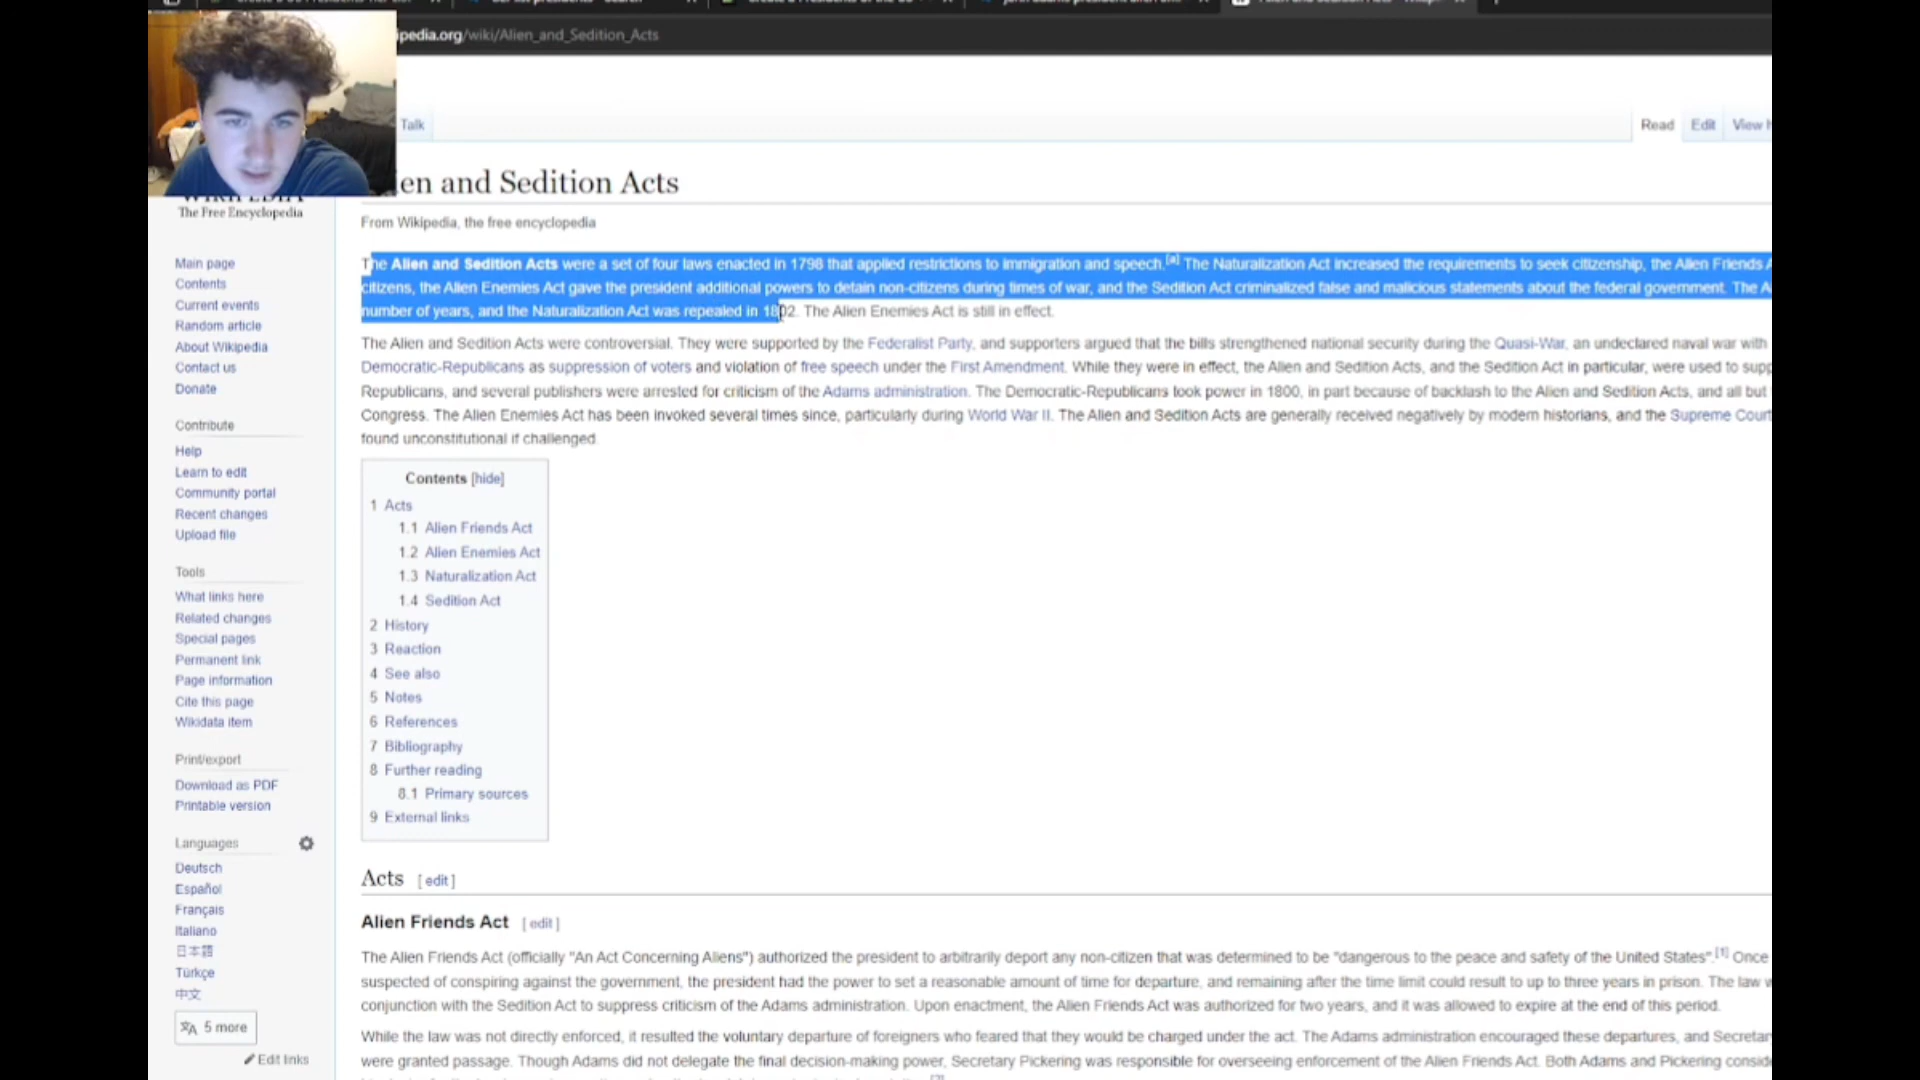 ipedia.org/wiki/Alien_and_Sedition_Acts
Talk
Read Edit View
en and Sedition Acts
The Free Encyclopedia
From Wikipedia, the free encyclopedia
The Alien and Sedition Acts were a set of four laws enacted in 1798 that applied restrictions to immigration and speech.[a] The Naturalization Act increased the requirements to seek citizenship, the Alien Friends A
citizens, the Alien Enemies Act gave the president additional powers to detain non-citizens during times of war, and the Sedition Act criminalized false and malicious statements about the federal government. The A
number of years, and the Naturalization Act was repealed in 1802. The Alien Enemies Act is still in effect.
The Alien and Sedition Acts were controversial. They were supported by the Federalist Party, and supporters argued that the bills strengthened national security during the Quasi-War, an undeclared naval war with
Democratic-Republicans as suppression of voters and violation of free speech under the First Amendment. While they were in effect, the Alien and Sedition Acts, and the Sedition Act in particular, were used to supp
Republicans, and several publishers were arrested for criticism of the Adams administration. The Democratic-Republicans took power in 1800, in part because of backlash to the Alien and Sedition Acts, and all but
Congress. The Alien Enemies Act has been invoked several times since, particularly during World War II. The Alien and Sedition Acts are generally received negatively by modern historians, and the Supreme Court
found unconstitutional if challenged.
Main page
Contents
Current events
Random article
About Wikipedia
Contact us
Donate
Contribute
Help
Learn to edit
Community portal
Recent changes
Upload file
Tools
What links here
Related changes
Special pages
Permanent link
Page information
Cite this page
Wikidata item
Print/export
Download as PDF
Printable version
Languages
Deutsch
Español
Français
Italiano
日本語
Türkçe
中文
5 more
Edit links
Contents [hide]
1 Acts
1.1 Alien Friends Act
1.2 Alien Enemies Act
1.3 Naturalization Act
1.4 Sedition Act
2 History
3 Reaction
4 See also
5 Notes
6 References
7 Bibliography
8 Further reading
8.1 Primary sources
9 External links
Acts [ edit ]
Alien Friends Act [ edit ]
The Alien Friends Act (officially "An Act Concerning Aliens") authorized the president to arbitrarily deport any non-citizen that was determined to be "dangerous to the peace and safety of the United States".[1] Once
suspected of conspiring against the government, the president had the power to set a reasonable amount of time for departure, and remaining after the time limit could result to up to three years in prison. The law w
conjunction with the Sedition Act to suppress criticism of the Adams administration. Upon enactment, the Alien Friends Act was authorized for two years, and it was allowed to expire at the end of this period.
While the law was not directly enforced, it resulted the voluntary departure of foreigners who feared that they would be charged under the act. The Adams administration encouraged these departures, and Secretar
were granted passage. Though Adams did not delegate the final decision-making power, Secretary Pickering was responsible for overseeing enforcement of the Alien Friends Act. Both Adams and Pickering conside